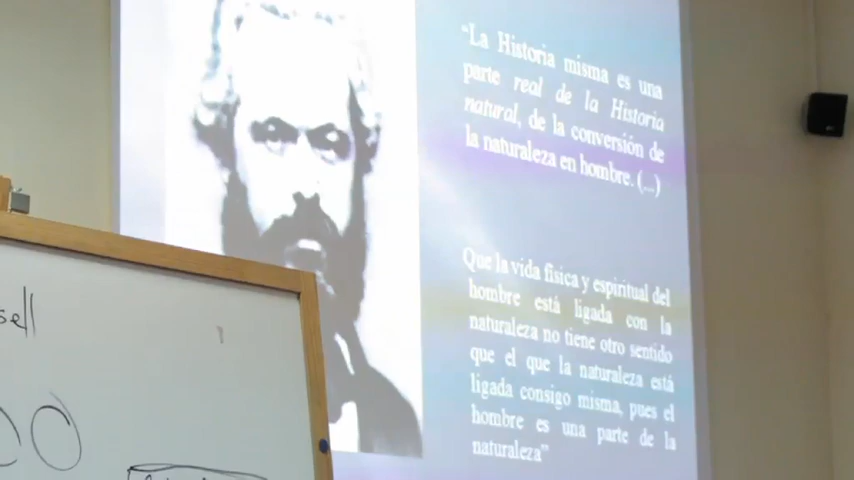 "La Historia misma es una
parte real de la Historia
natural, de la conversión de
la naturaleza en hombre. (...)
Que la vida física y espiritual del
hombre está ligada con la
naturaleza no tiene otro sentido
que el que la naturaleza está
ligada consigo misma, pues el
hombre es una parte de la
naturaleza"
sell